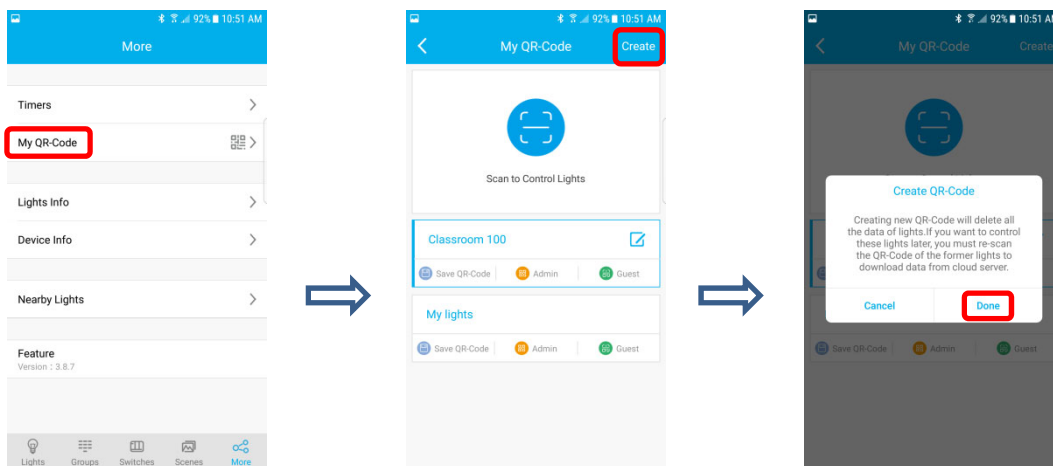 92% 10:51 AM
More
Timers
My QR-Code
Lights Info
Device Info
Nearby Lights
Feature
Version : 3.8.7
Lights Groups Switches Scenes More
92% 10:51 AM
My QR-Code Create
Scan to Control Lights
Classroom 100
Save QR-Code Admin Guest
My lights
Save QR-Code Admin Guest
92% 10:51 AM
My QR-Code Create
Create QR-Code
Creating new QR-Code will delete all
the data of lights.If you want to control
these lights later, you must re-scan
the QR-Code of the former lights to
download data from cloud server.
Cancel Done
Save QR-Code Admin Guest